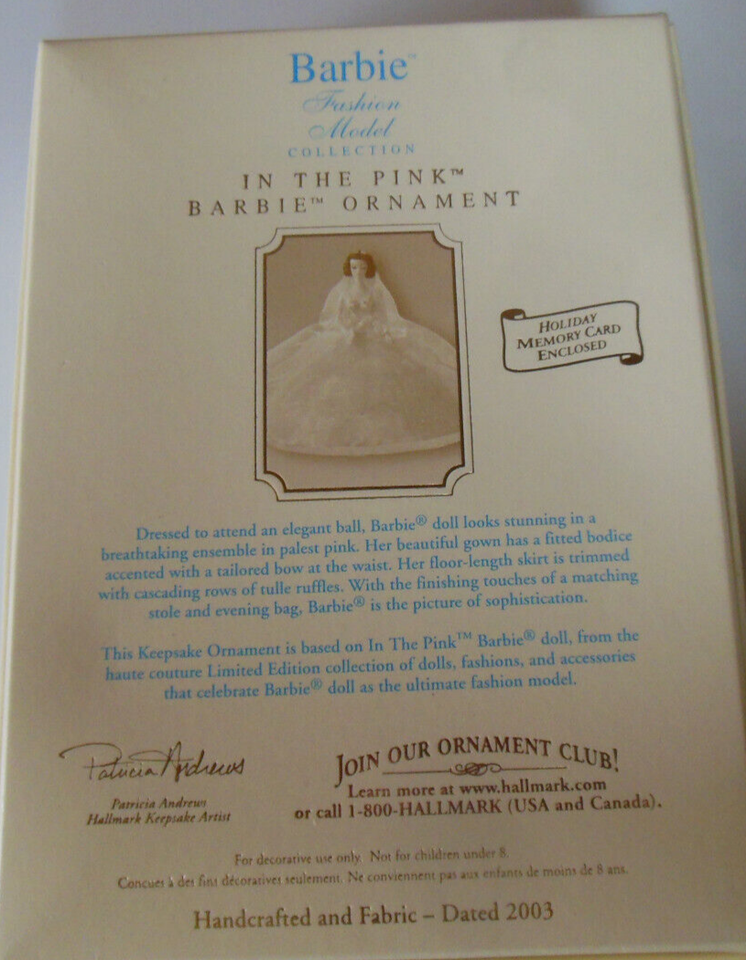 Barbie™
Fashion
Model
COLLECTION
IN THE PINK™
BARBIE™ ORNAMENT
HOLIDAY
MEMORY CARD
ENCLOSED
Dressed to attend an elegant ball, Barbie® doll looks stunning in a
breathtaking ensemble in palest pink. Her beautiful gown has a fitted bodice
accented with a tailored bow at the waist. Her floor-length skirt is trimmed
with cascading rows of tulle ruffles. With the finishing touches of a matching
stole and evening bag, Barbie® is the picture of sophistication.
This Keepsake Ornament is based on In The Pink™ Barbie® doll, from the
haute couture Limited Edition collection of dolls, fashions, and accessories
that celebrate Barbie® doll as the ultimate fashion model.
Patricia Andrews
Patricia Andrews
Hallmark Keepsake Artist
JOIN OUR ORNAMENT CLUB!
Learn more at www.hallmark.com
or call 1-800-HALLMARK (USA and Canada).
For decorative use only. Not for children under 8.
Concues à des fins décoratives seulement. Ne conviennent pas aux enfants de moins de 8 ans.
Handcrafted and Fabric – Dated 2003